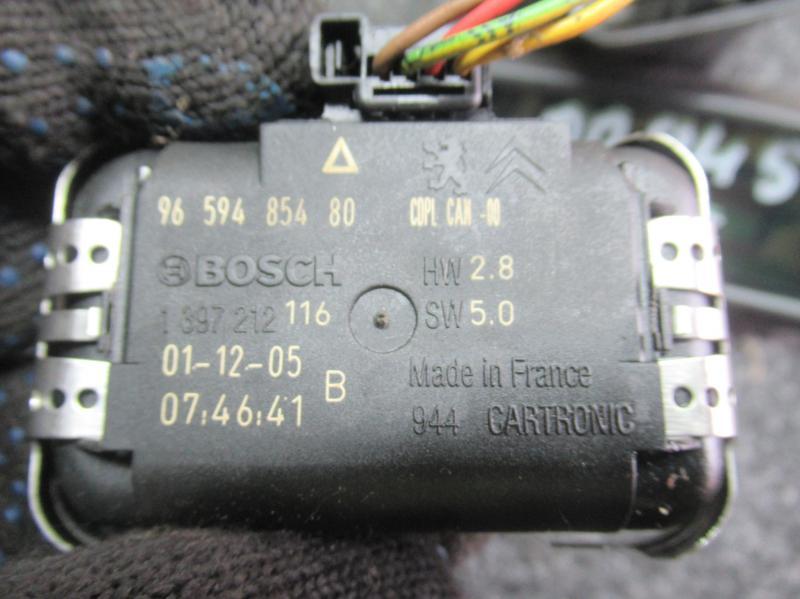 96 594 854 80 CDPL CAN -00
BOSCH HW 2.8
1 397 212 116 SW 5.0
01-12-05 B Made in France
07:46:41 944 CARTRONIC